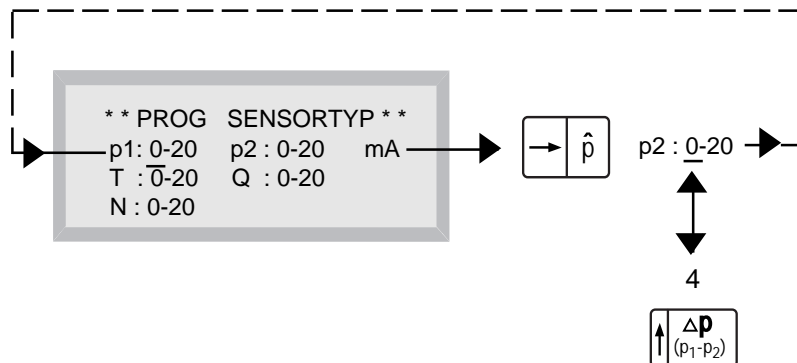 * * PROG SENSORTYP * *
p1: 0-20 p2 : 0-20 mA
T : 0-20 Q : 0-20
N : 0-20
→ p̂
p2 : 0-20
4
↑ △p
(p₁-p₂)